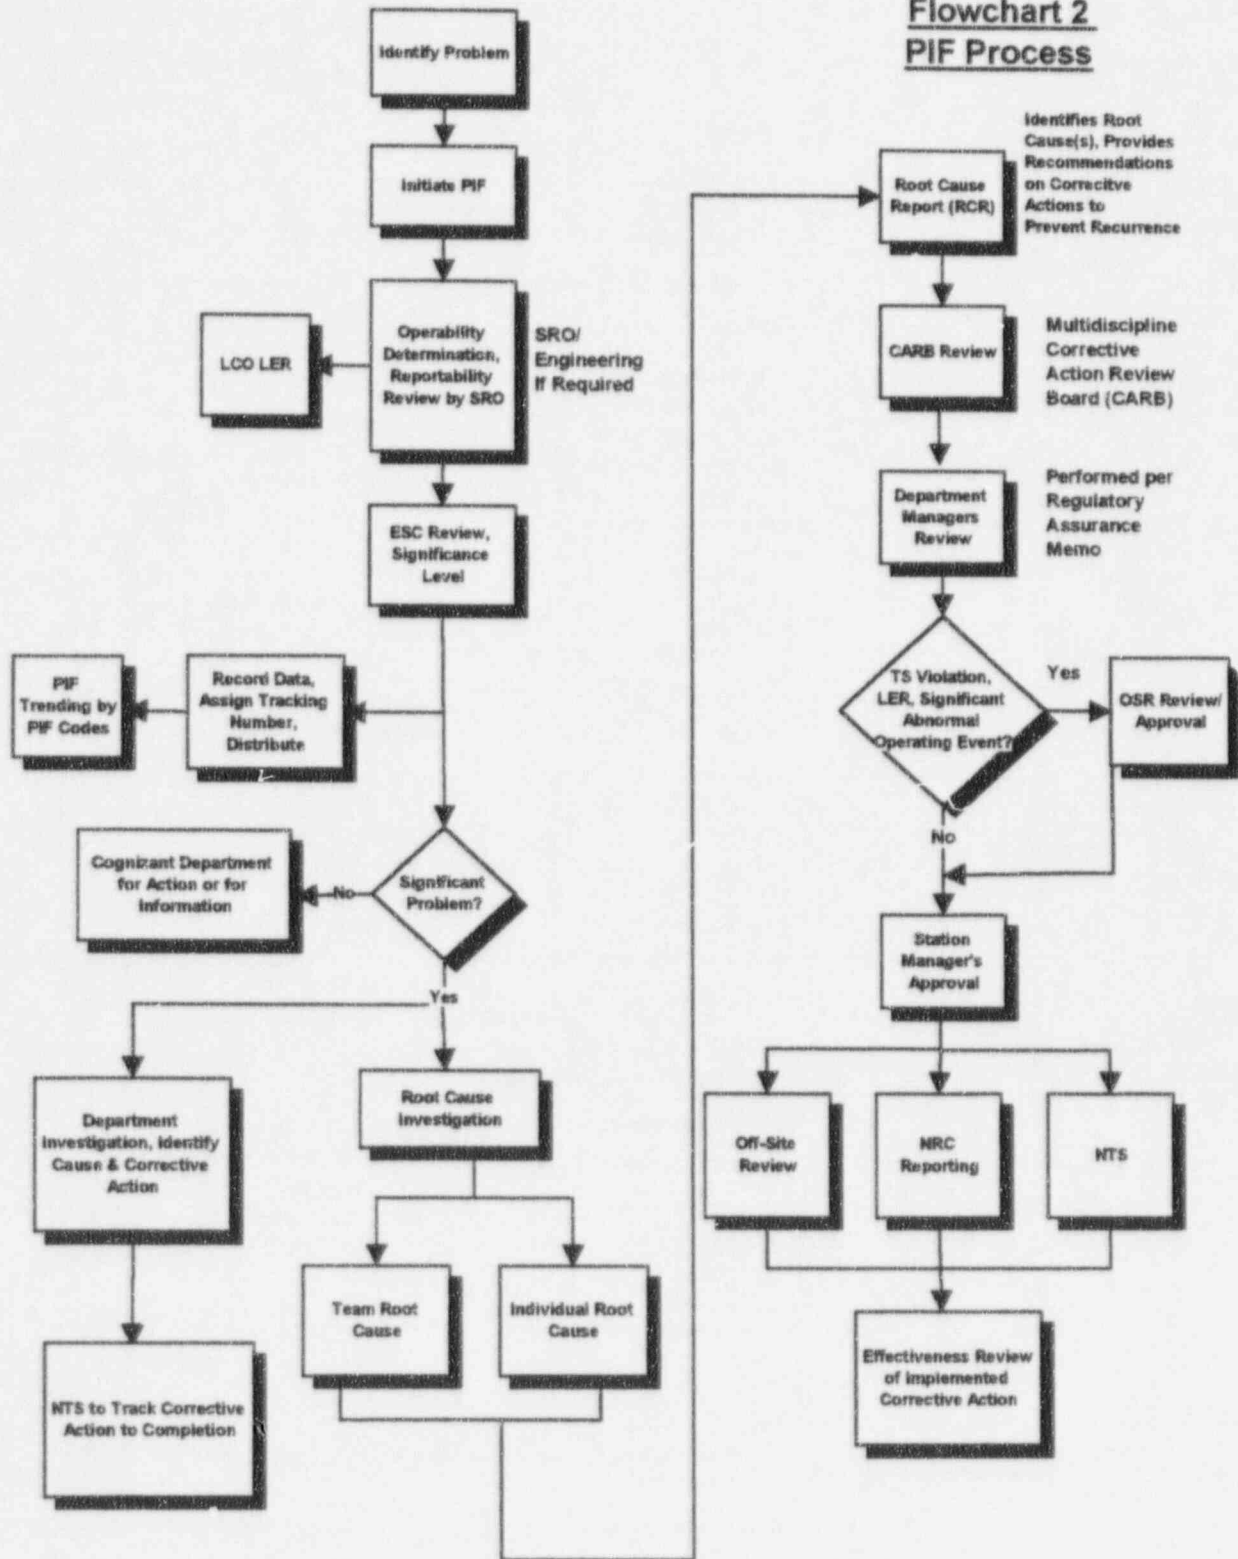 Flowchart 2
PIF Process
Identify Problem
Initiate PIF
Operability
Determination,
Reportability
Review by SRO
SRO/
Engineering
If Required
LCO LER
ESC Review,
Significance
Level
Record Data,
Assign Tracking
Number,
Distribute
PIF
Trending by
PIF Codes
Significant
Problem?
No
Cognizant Department
for Action or for
Information
Yes
Department
Investigation, Identify
Cause & Corrective
Action
NTS to Track Corrective
Action to Completion
Root Cause
Investigation
Team Root
Cause
Individual Root
Cause
Root Cause
Report (RCR)
Identifies Root
Cause(s), Provides
Recommendations
on Correcitve
Actions to
Prevent Recurrence
CARB Review
Multidiscipline
Corrective
Action Review
Board (CARB)
Department
Managers
Review
Performed per
Regulatory
Assurance
Memo
TS Violation,
LER, Significant
Abnormal
Operating Event?
Yes
OSR Review/
Approval
No
Station
Manager's
Approval
Off-Site
Review
NRC
Reporting
NTS
Effectiveness Review
of Implemented
Corrective Action